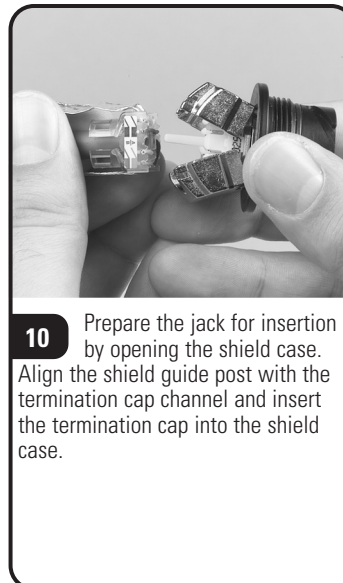 10 Prepare the jack for insertion
by opening the shield case.
Align the shield guide post with the
termination cap channel and insert
the termination cap into the shield
case.